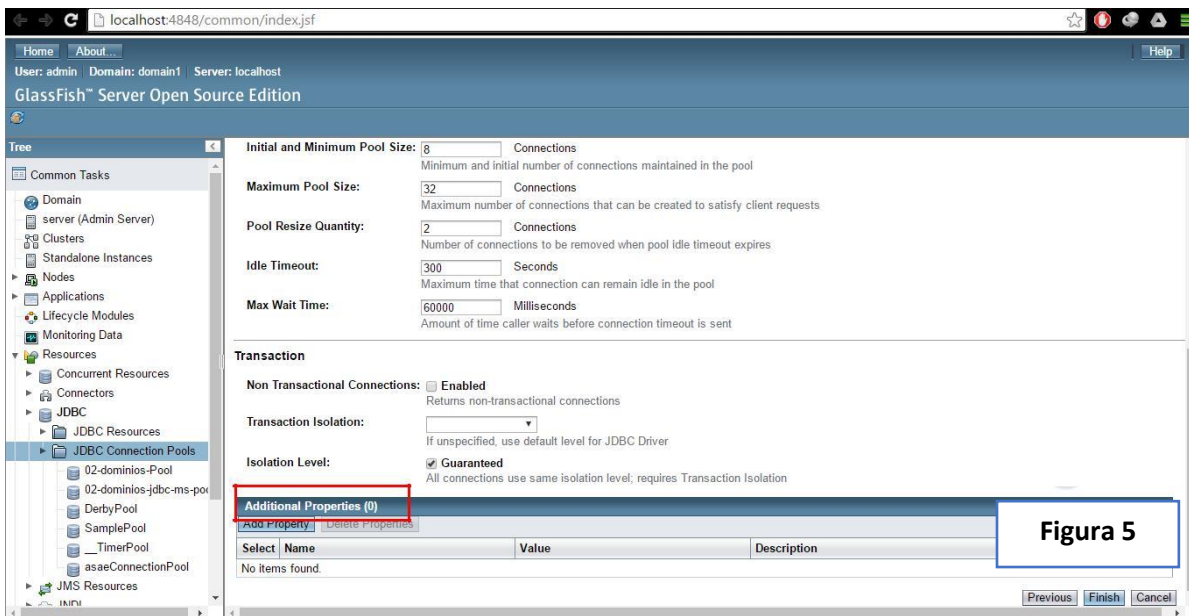 localhost:4848/common/index.jsf
Home About... Help
User: admin Domain: domain1 Server: localhost
GlassFish™ Server Open Source Edition
Tree
Common Tasks
Domain
server (Admin Server)
Clusters
Standalone Instances
Nodes
Applications
Lifecycle Modules
Monitoring Data
Resources
Concurrent Resources
Connectors
JDBC
JDBC Resources
JDBC Connection Pools
02-dominios-Pool
02-dominios-jdbc-ms-poo
DerbyPool
SamplePool
__TimerPool
asaeConnectionPool
JMS Resources
JNDI
Initial and Minimum Pool Size: 8 Connections
Minimum and initial number of connections maintained in the pool
Maximum Pool Size: 32 Connections
Maximum number of connections that can be created to satisfy client requests
Pool Resize Quantity: 2 Connections
Number of connections to be removed when pool idle timeout expires
Idle Timeout: 300 Seconds
Maximum time that connection can remain idle in the pool
Max Wait Time: 60000 Milliseconds
Amount of time caller waits before connection timeout is sent
Transaction
Non Transactional Connections: Enabled
Returns non-transactional connections
Transaction Isolation:
If unspecified, use default level for JDBC Driver
Isolation Level: Guaranteed
All connections use same isolation level; requires Transaction Isolation
Additional Properties (0)
Add Property Delete Properties
Select Name Value Description
No items found.
Figura 5
Previous Finish Cancel